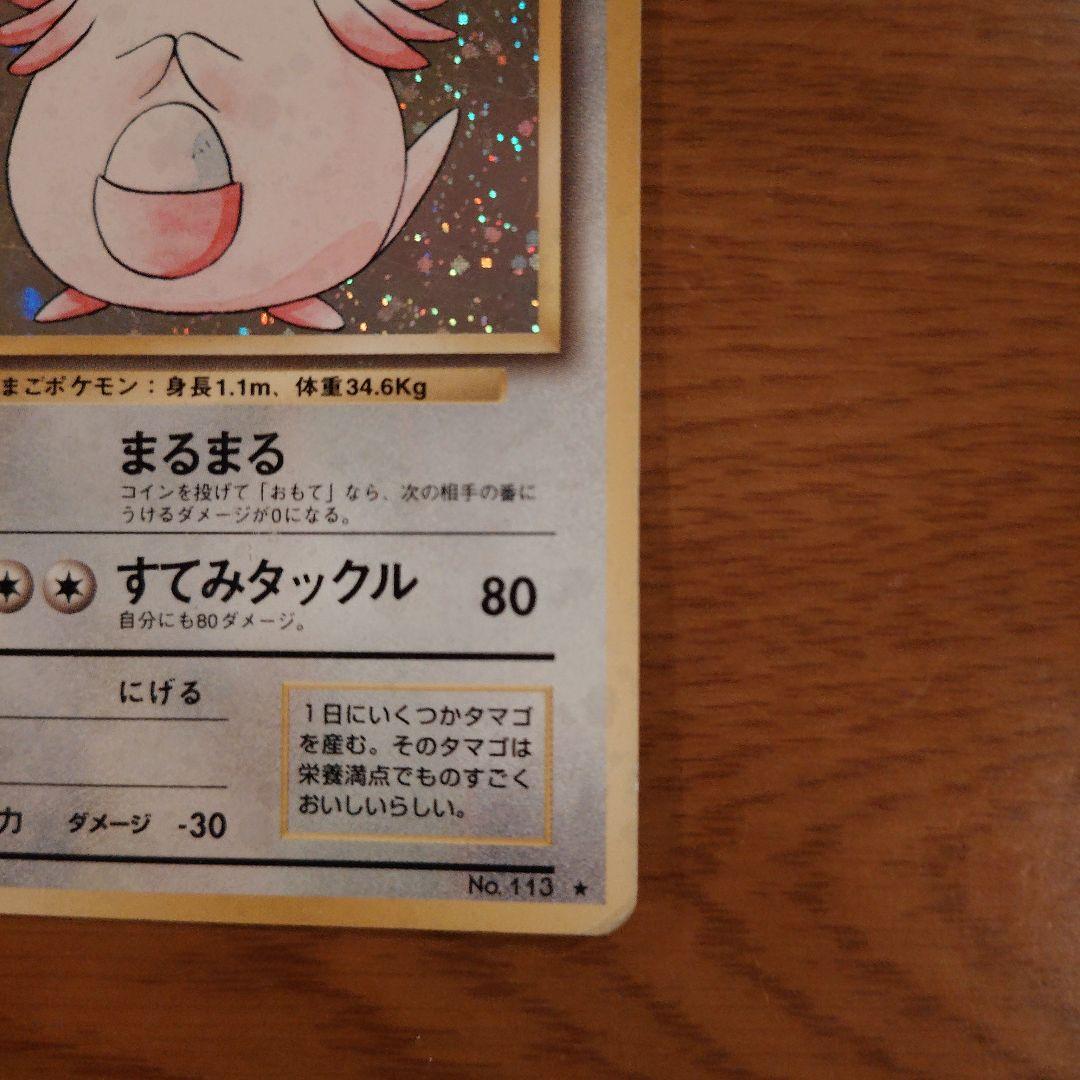 まごポケモン：身長1.1m、体重34.6Kg
まるまる
コインを投げて「おもて」なら、次の相手の番に
うけるダメージが0になる。
すてみタックル 80
自分にも80ダメージ。
にげる
1日にいくつかタマゴ
を産む。そのタマゴは
栄養満点でものすごく
おいしいらしい。
力 ダメージ -30
No. 113 ★